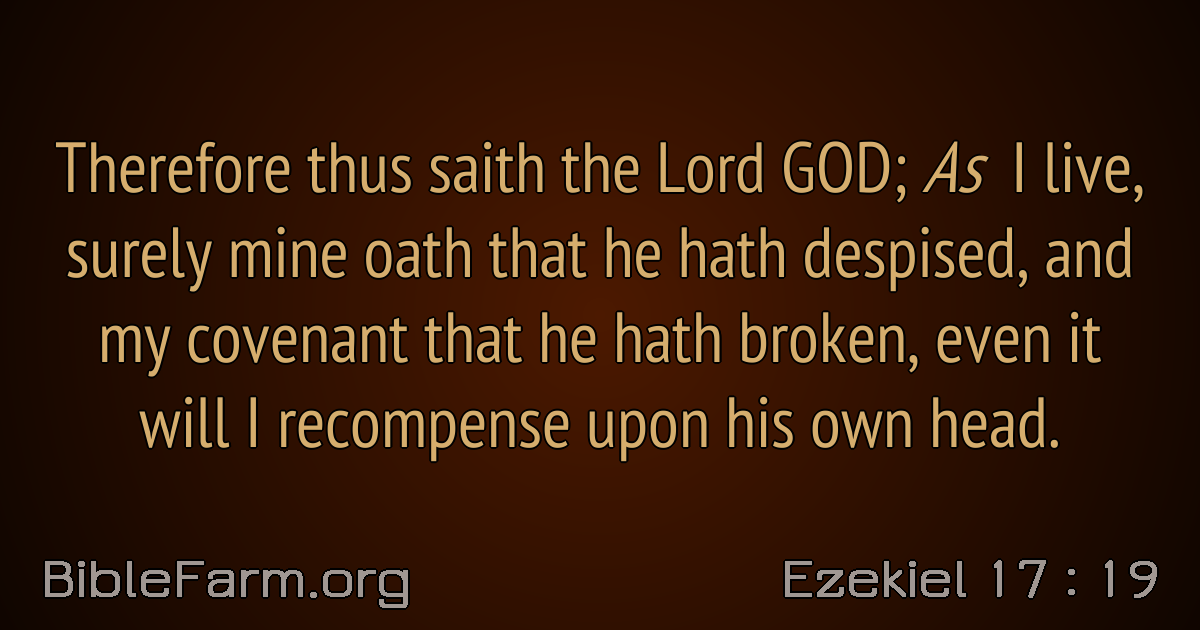 Therefore thus saith the Lord GOD; As I live,
surely mine oath that he hath despised, and
my covenant that he hath broken, even it
will I recompense upon his own head.
BibleFarm.org
Ezekiel 17 : 19